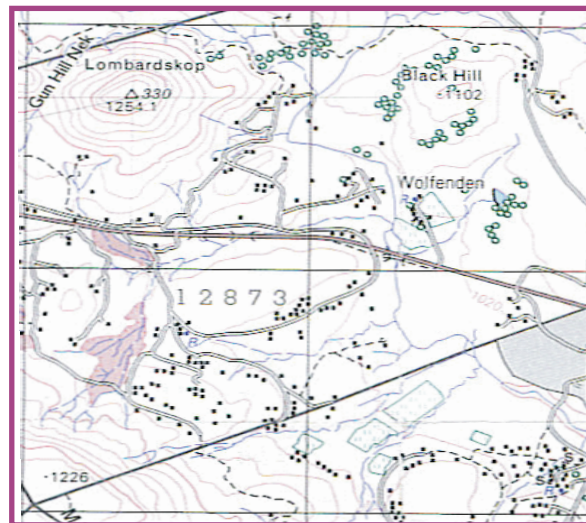 Gun Hill Nek
Lombardskop
△ 330
1254.1
Black Hill
·1102
Wolfenden
R
12873
1020
R
·1226
M
S
S
R